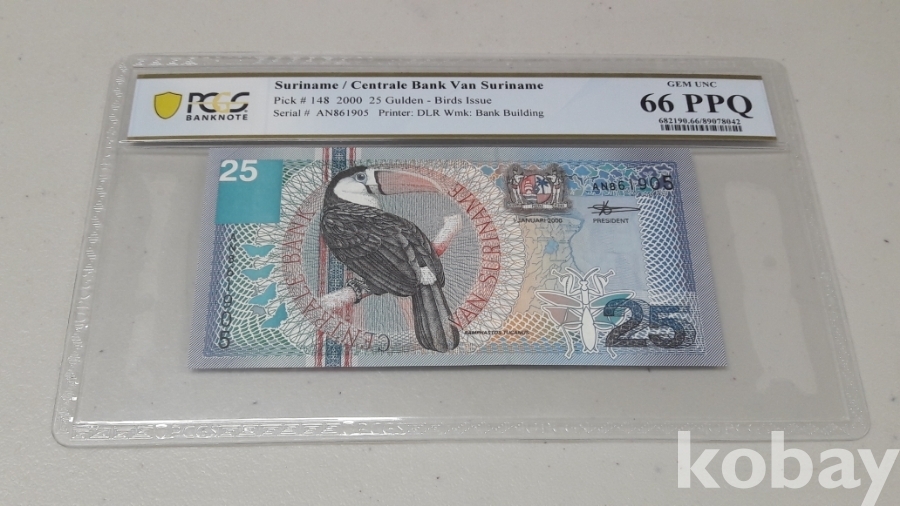 PCGS
BANKNOTE
Suriname / Centrale Bank Van Suriname
Pick # 148 2000 25 Gulden - Birds Issue
Serial # AN861905 Printer: DLR Wmk: Bank Building
GEM UNC
66 PPQ
682190.66/89078042
25
AN861905
1 JANUARI 2000
PRESIDENT
CENTRALE BANK VAN SURINAME
RAMPHASTOS TUCANUS
25
kobay